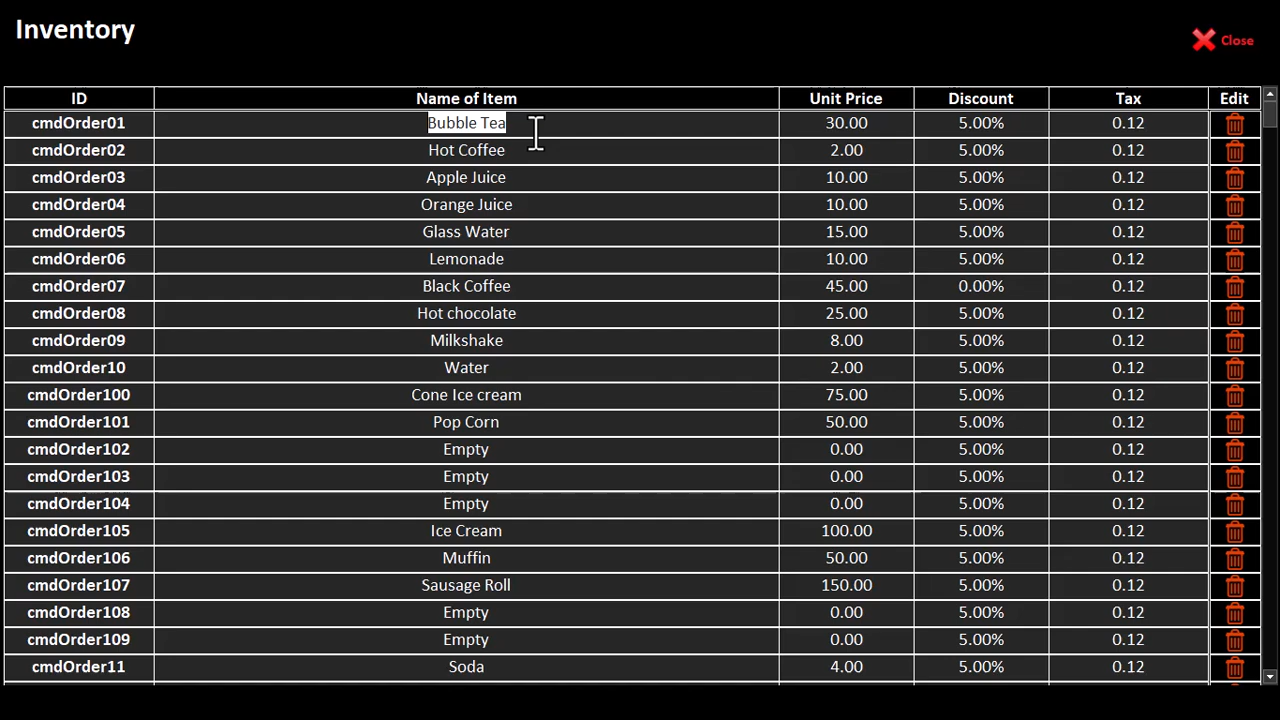 Inventory
Close
ID Name of Item Unit Price Discount Tax Edit
cmdOrder01 Bubble Tea 30.00 5.00% 0.12
cmdOrder02 Hot Coffee 2.00 5.00% 0.12
cmdOrder03 Apple Juice 10.00 5.00% 0.12
cmdOrder04 Orange Juice 10.00 5.00% 0.12
cmdOrder05 Glass Water 15.00 5.00% 0.12
cmdOrder06 Lemonade 10.00 5.00% 0.12
cmdOrder07 Black Coffee 45.00 0.00% 0.12
cmdOrder08 Hot chocolate 25.00 5.00% 0.12
cmdOrder09 Milkshake 8.00 5.00% 0.12
cmdOrder10 Water 2.00 5.00% 0.12
cmdOrder100 Cone Ice cream 75.00 5.00% 0.12
cmdOrder101 Pop Corn 50.00 5.00% 0.12
cmdOrder102 Empty 0.00 5.00% 0.12
cmdOrder103 Empty 0.00 5.00% 0.12
cmdOrder104 Empty 0.00 5.00% 0.12
cmdOrder105 Ice Cream 100.00 5.00% 0.12
cmdOrder106 Muffin 50.00 5.00% 0.12
cmdOrder107 Sausage Roll 150.00 5.00% 0.12
cmdOrder108 Empty 0.00 5.00% 0.12
cmdOrder109 Empty 0.00 5.00% 0.12
cmdOrder11 Soda 4.00 5.00% 0.12